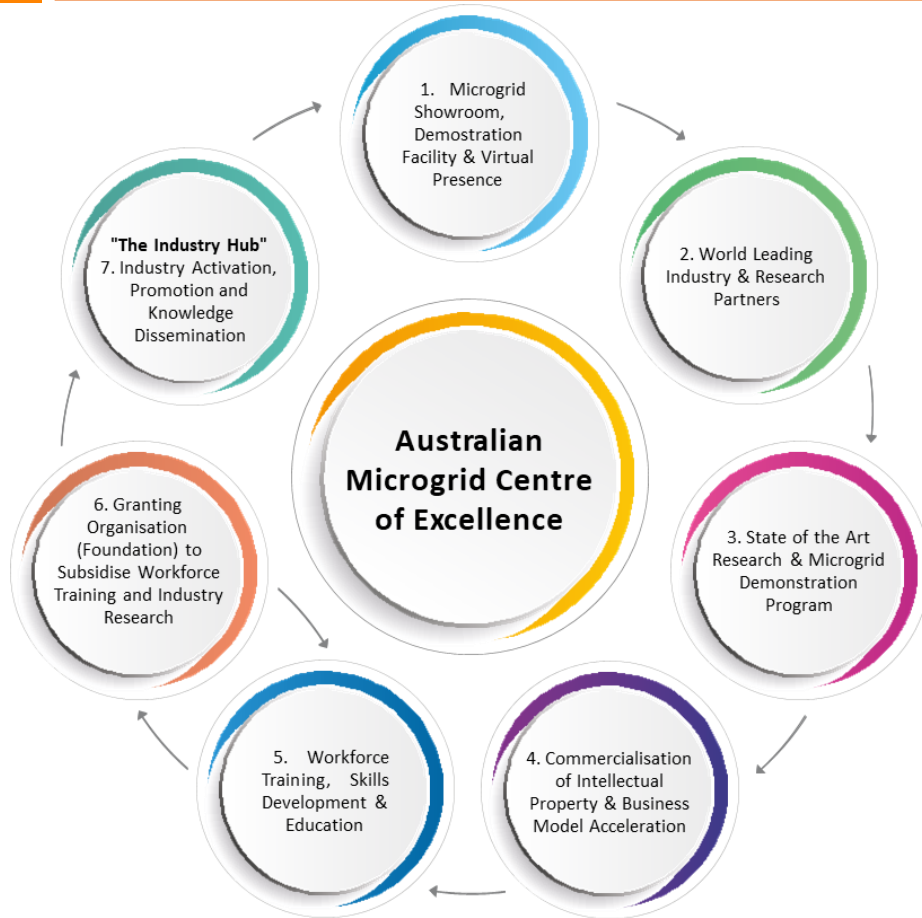 1. Microgrid
Showroom,
Demostration
Facility & Virtual
Presence
2. World Leading
Industry & Research
Partners
3. State of the Art
Research & Microgrid
Demonstration
Program
4. Commercialisation
of Intellectual
Property & Business
Model Acceleration
5. Workforce
Training, Skills
Development &
Education
6. Granting
Organisation
(Foundation) to
Subsidise Workforce
Training and Industry
Research
"The Industry Hub"
7. Industry Activation,
Promotion and
Knowledge
Dissemination
Australian
Microgrid Centre
of Excellence